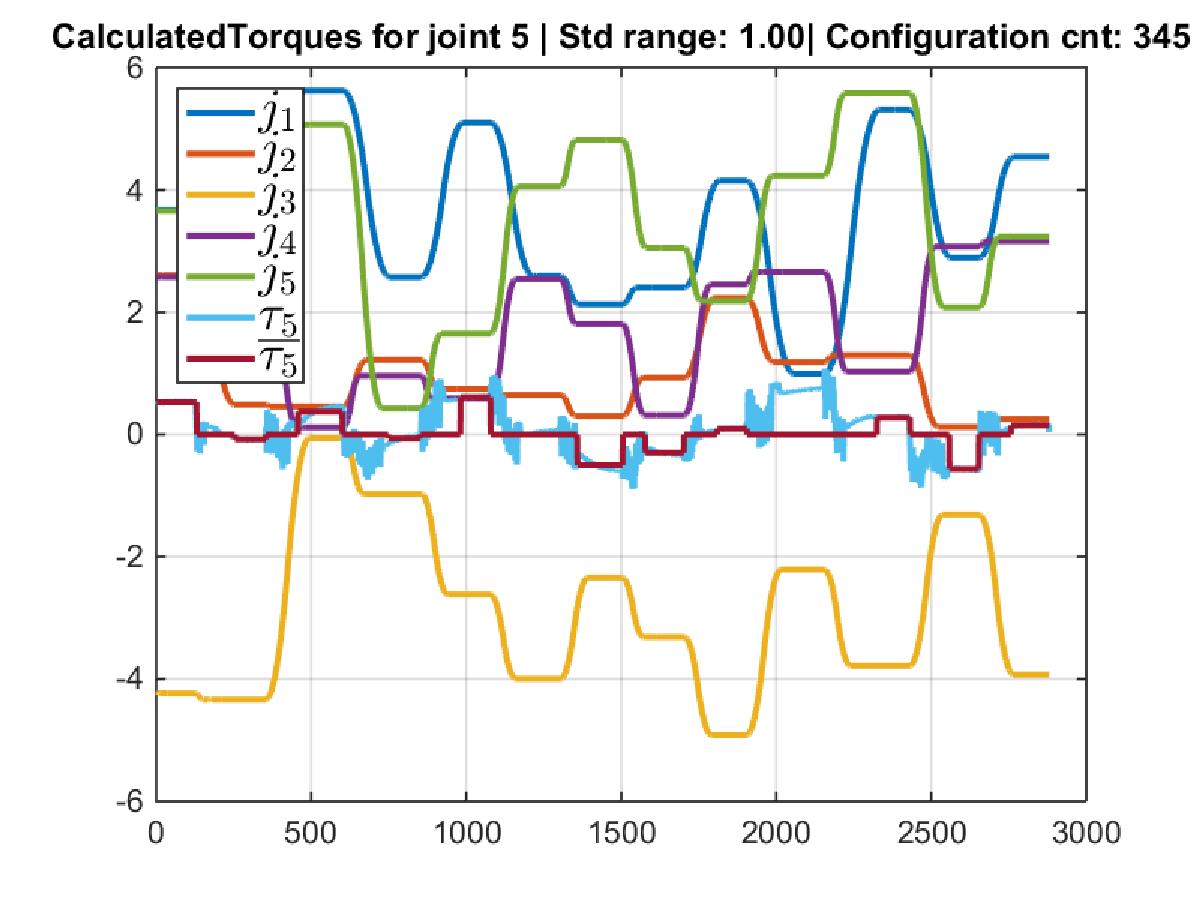 CalculatedTorques for joint 5 | Std range: 1.00| Configuration cnt: 345
6
4
2
0
-2
-4
-6
j1
j2
j3
j4
j5
τ5
τ5
0 500 1000 1500 2000 2500 3000